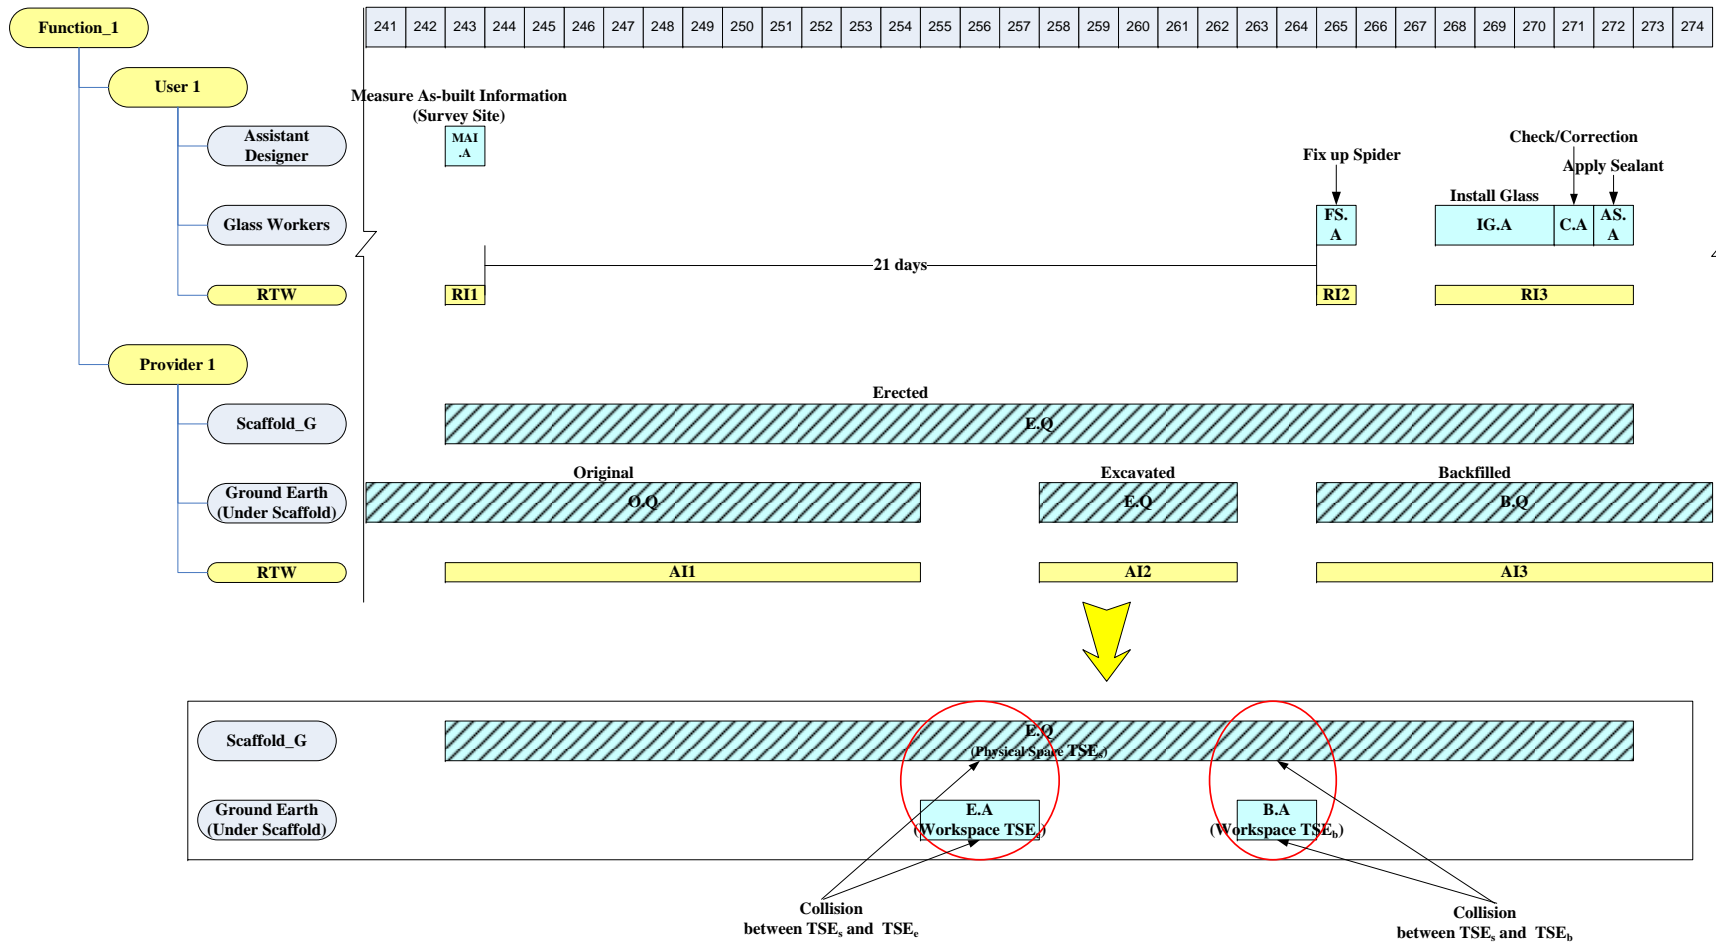 Function_1
241 242 243 244 245 246 247 248 249 250 251 252 253 254 255 256 257 258 259 260 261 262 263 264 265 266 267 268 269 270 271 272 273 274
User 1
Measure As-built Information
(Survey Site)
Assistant
Designer
MAI
.A
Check/Correction
Fix up Spider
Apply Sealant
Install Glass
Glass Workers
FS.
A
IG.A
C.A
AS.
A
21 days
RTW
RI1
RI2
RI3
Provider 1
Erected
Scaffold_G
E.Q
Original
Excavated
Backfilled
Ground Earth
(Under Scaffold)
O.Q
E.Q
B.Q
RTW
AI1
AI2
AI3
Scaffold_G
E.Q
(Physical Space TSEs)
Ground Earth
(Under Scaffold)
E.A
(Workspace TSEe)
B.A
(Workspace TSEb)
Collision
between TSEs and TSEe
Collision
between TSEs and TSEb